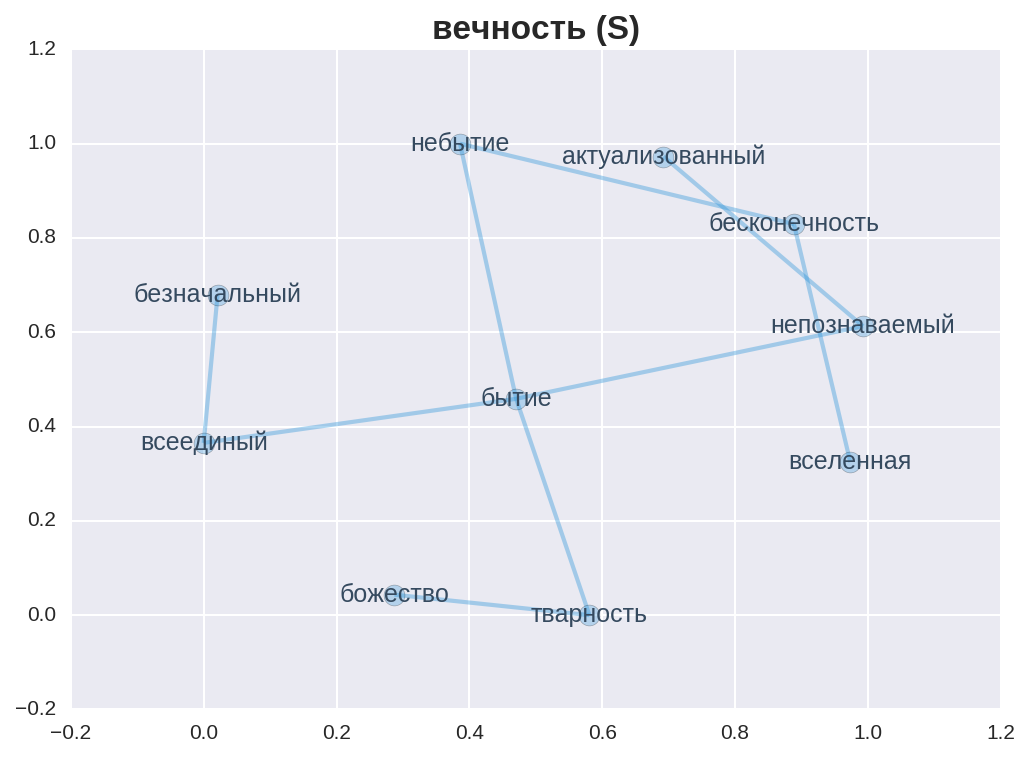 вечность (S)
1.2
1.0
0.8
0.6
0.4
0.2
0.0
−0.2
небытие
актуализованный
бесконечность
безначальный
непознаваемый
бытие
всеединый
вселенная
божество
тварность
−0.2 0.0 0.2 0.4 0.6 0.8 1.0 1.2